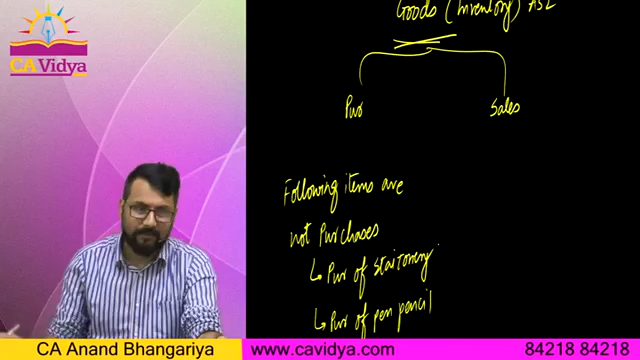 Goods (Inventory) AS2
Pur Sales
Following items are
not Purchases
↳ Pur of Stationery
↳ Pur of pen pencil
CA Vidya
CA Anand Bhangariya www.cavidya.com 84218 84218